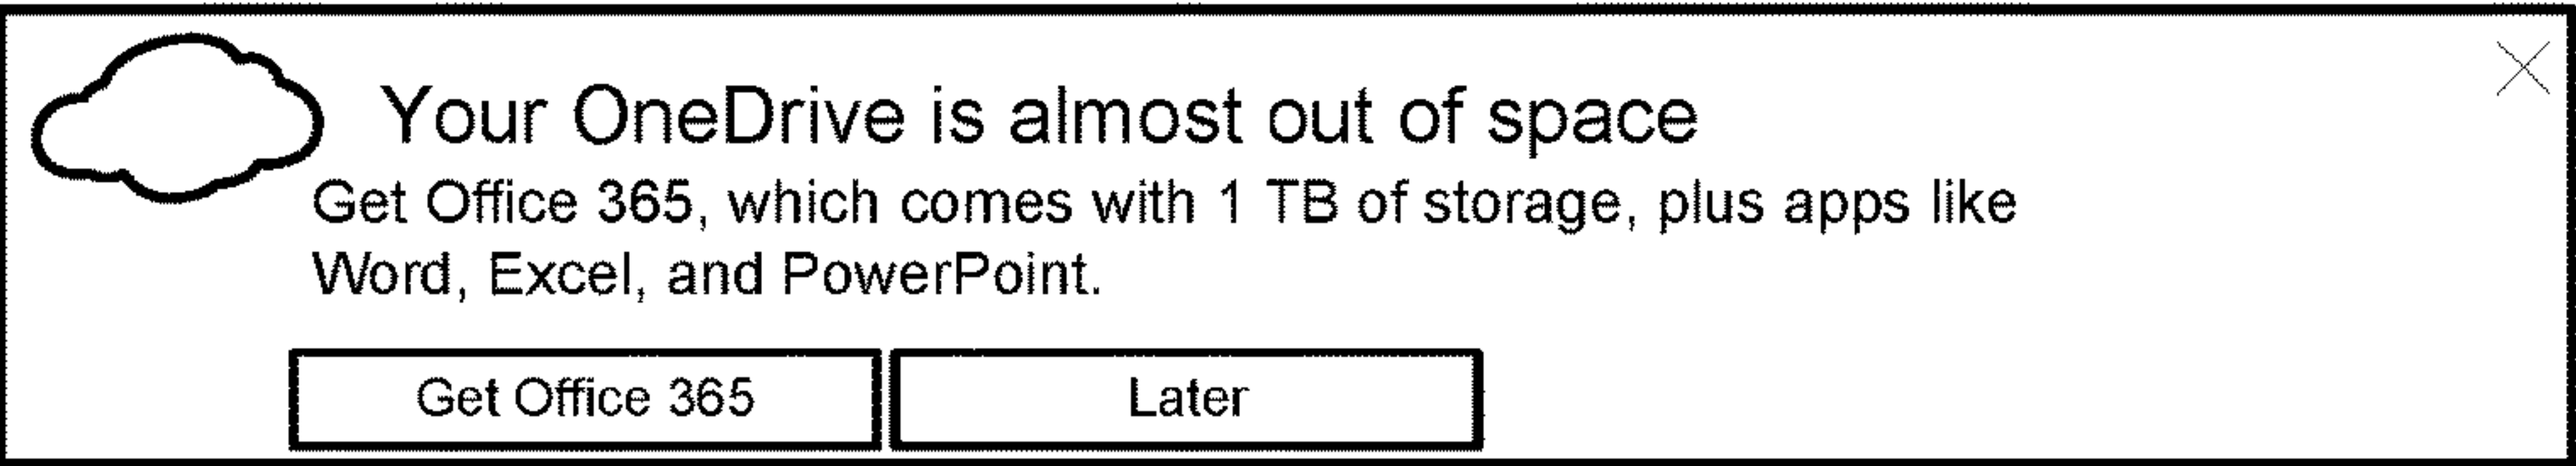 Your OneDrive is almost out of space
Get Office 365, which comes with 1 TB of storage, plus apps like
Word, Excel, and PowerPoint.
Get Office 365
Later